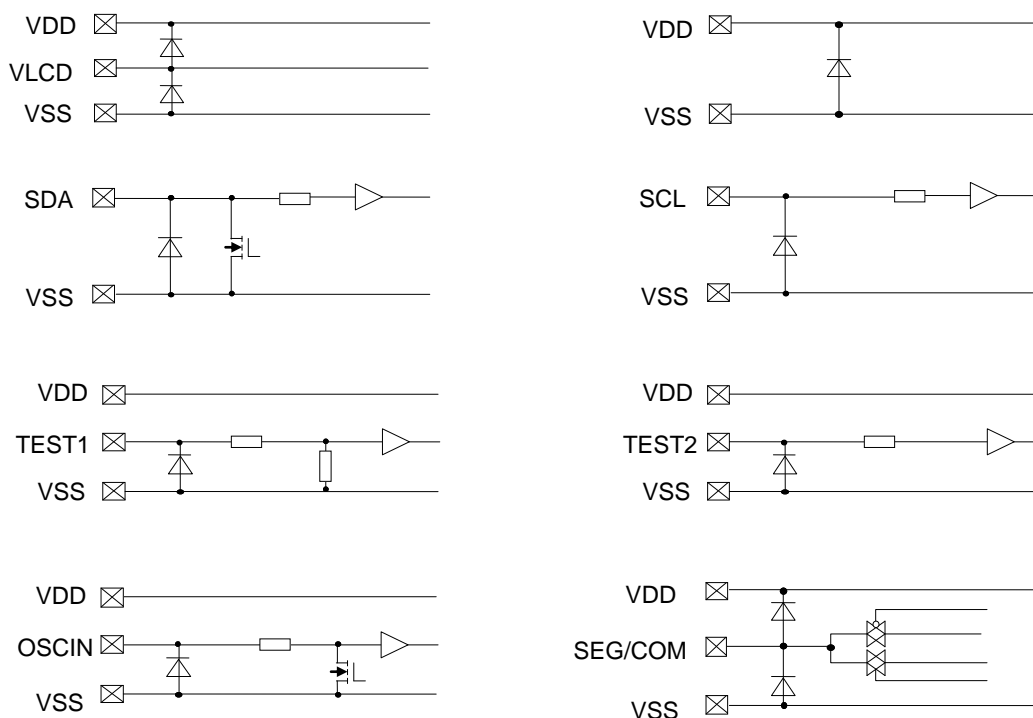 VDD
VLCD
VSS
VDD
VSS
SDA
VSS
SCL
VSS
VDD
TEST1
VSS
VDD
TEST2
VSS
VDD
OSCIN
VSS
VDD
SEG/COM
VSS